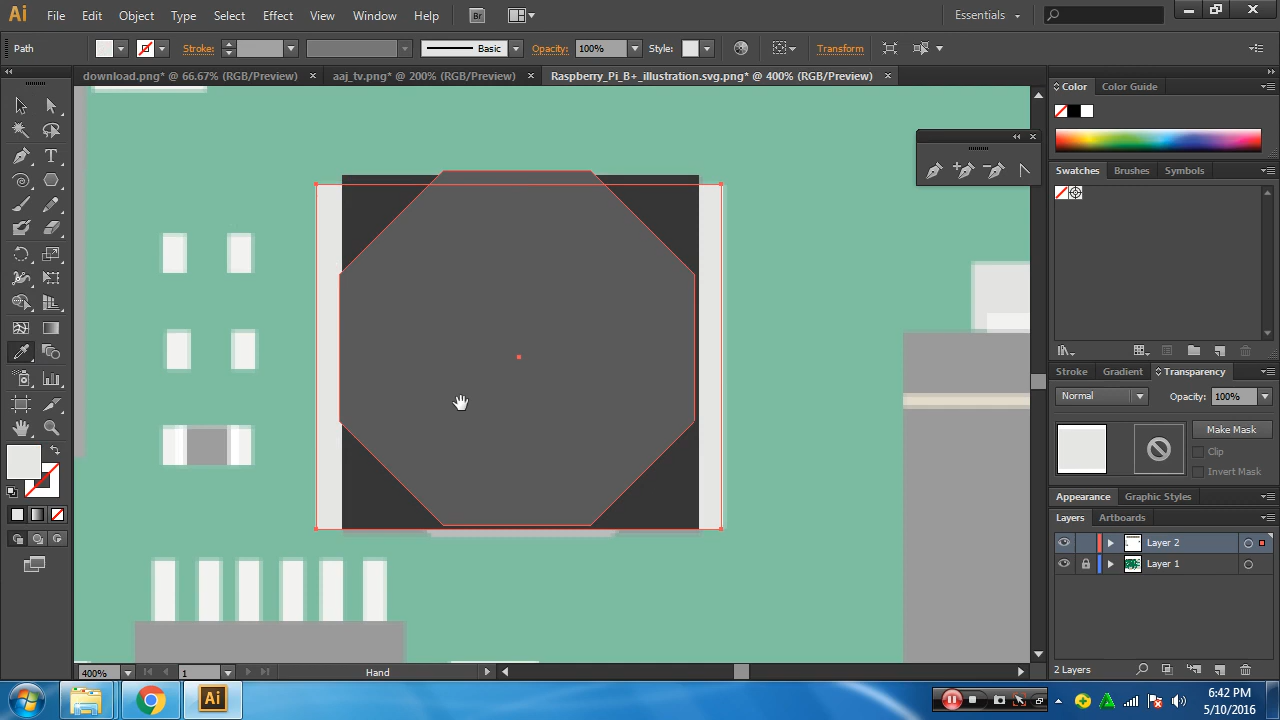 Ai File Edit Object Type Select Effect View Window Help Br Essentials
Path Stroke: Basic Opacity: 100% Style: Transform
download.png* @ 66.67% (RGB/Preview) aaj_tv.png* @ 200% (RGB/Preview) Raspberry_Pi_B+_illustration.svg.png* @ 400% (RGB/Preview)
Color Color Guide
Swatches Brushes Symbols
Stroke Gradient Transparency
Normal Opacity: 100%
Make Mask
Clip
Invert Mask
Appearance Graphic Styles
Layers Artboards
Layer 2
Layer 1
2 Layers
400% 1 Hand
Ai
6:42 PM
5/10/2016